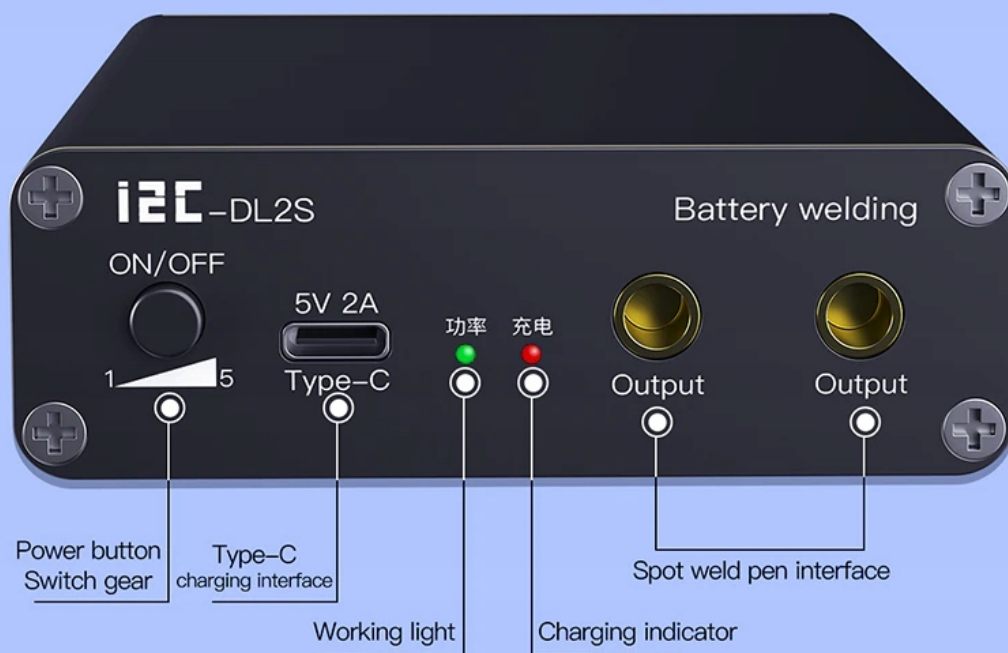 i2C-DL2S
Battery welding
ON/OFF
5V 2A
功率
充电
1
5
Type-C
Output
Output
Power button
Switch gear
Type-C
charging interface
Spot weld pen interface
Working light
Charging indicator